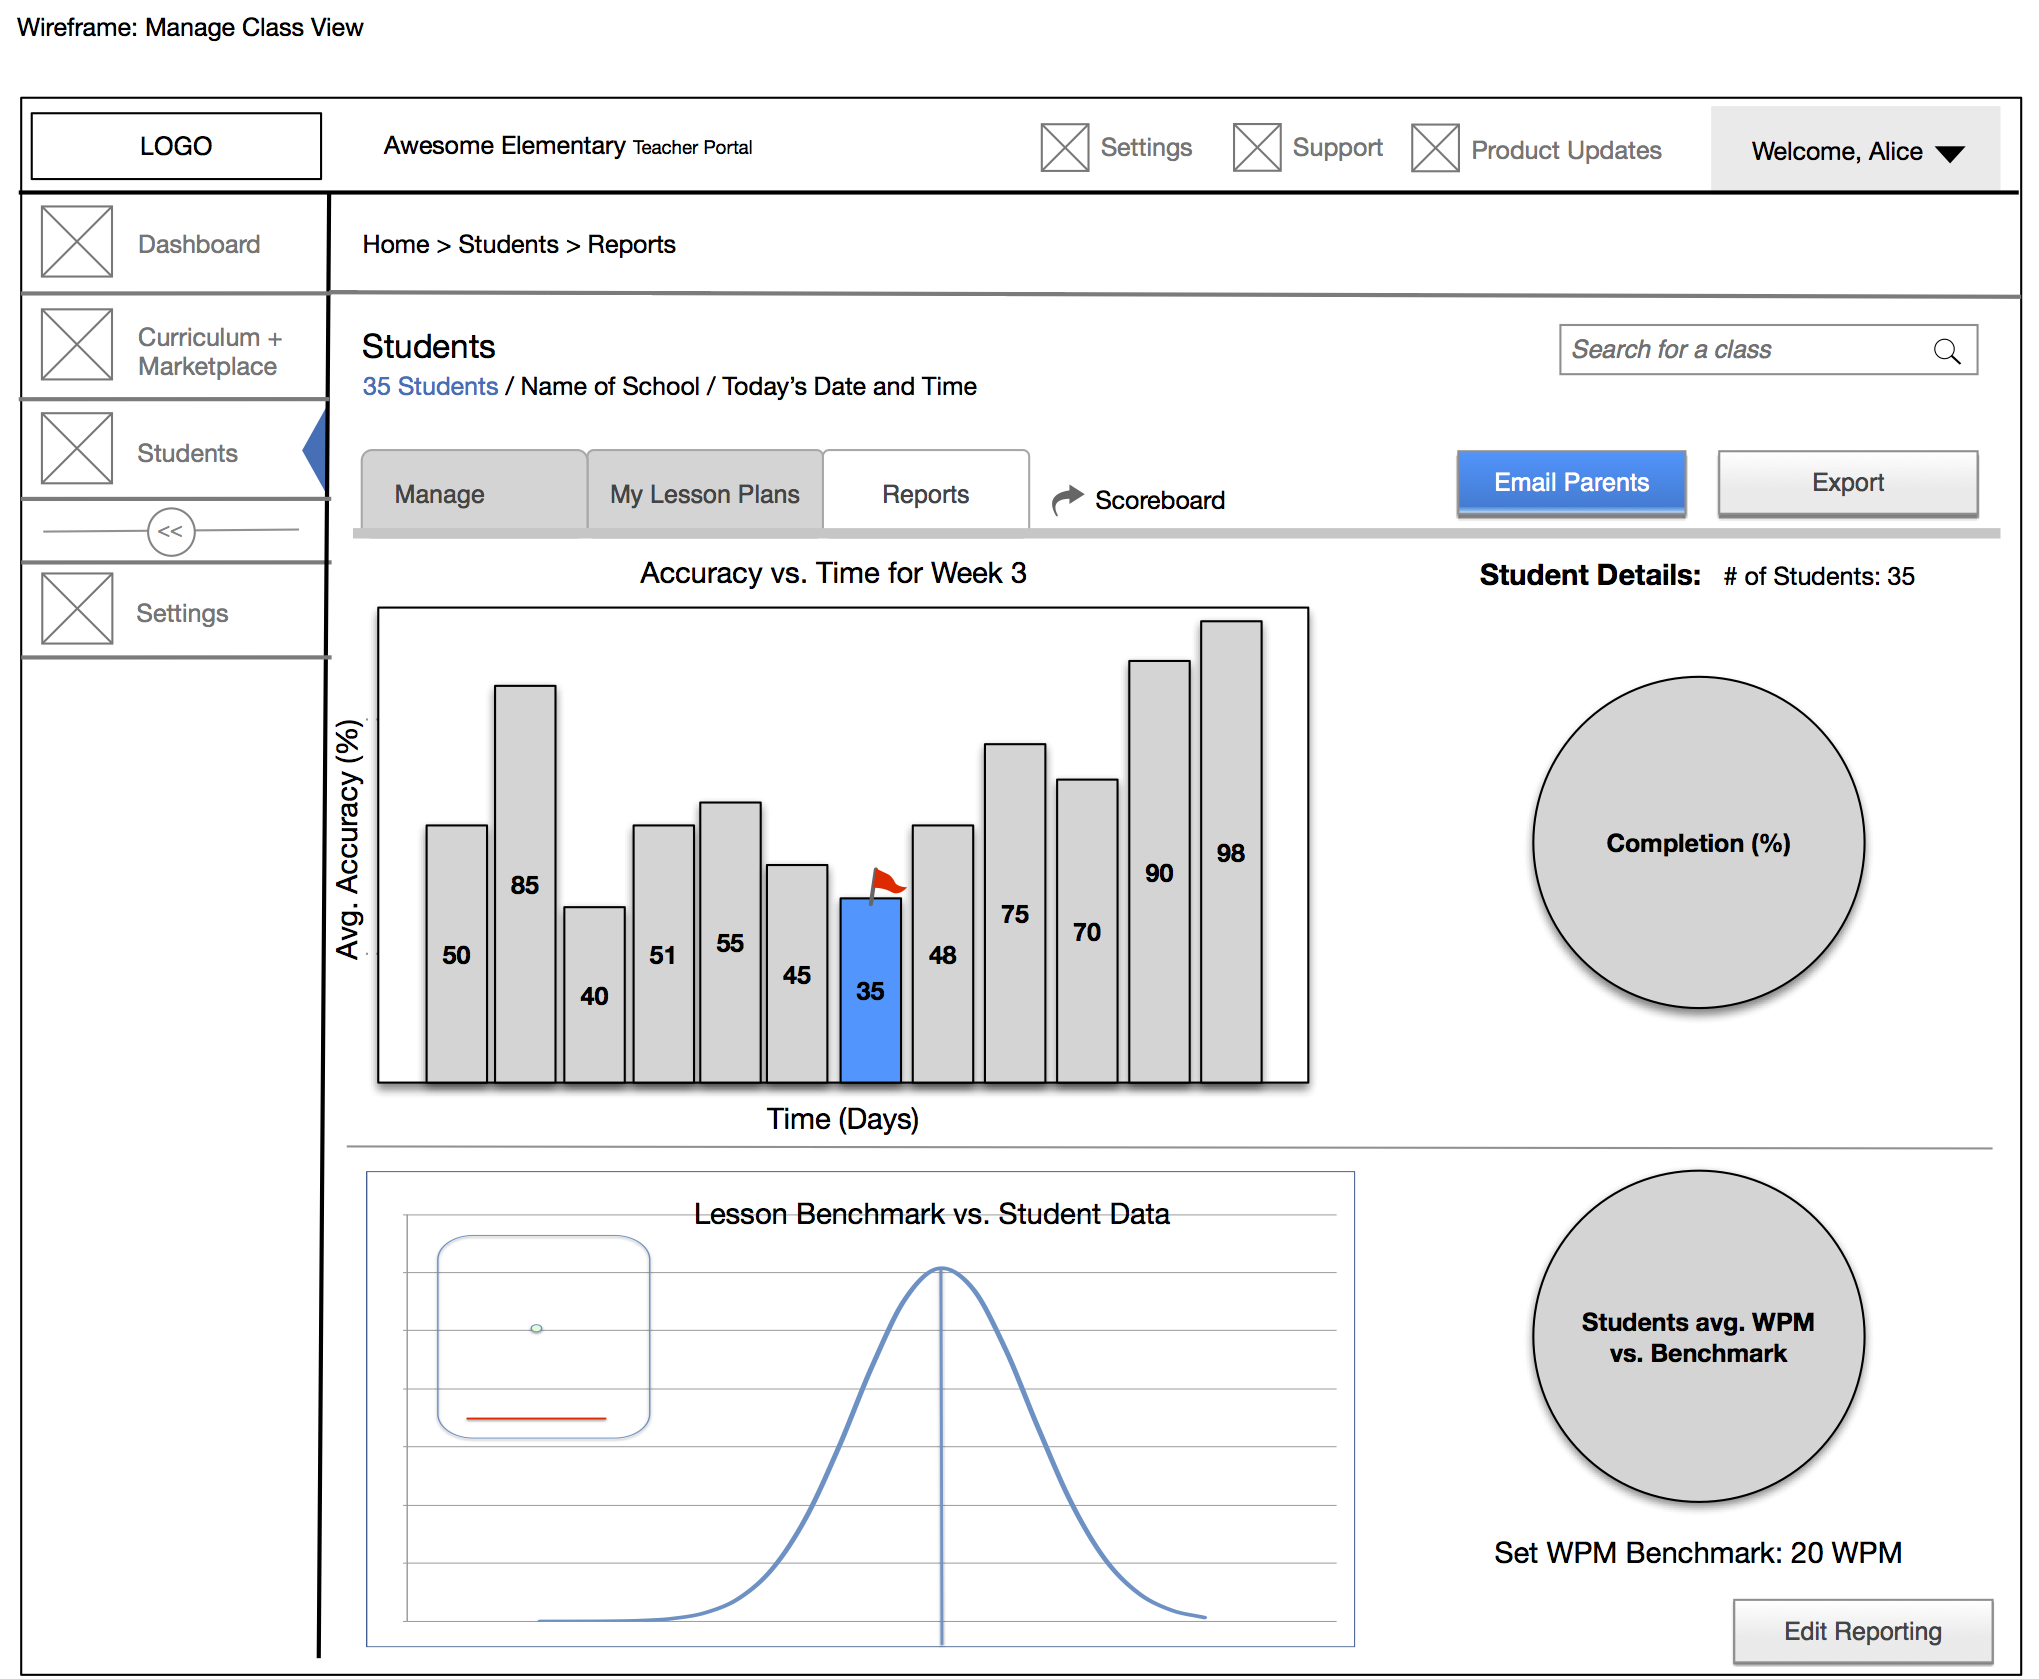 Wireframe: Manage Class View
LOGO
Awesome Elementary Teacher Portal
Settings
Support
Product Updates
Welcome, Alice
Dashboard
Curriculum +
Marketplace
Students
<<
Settings
Home > Students > Reports
Students
35 Students / Name of School / Today’s Date and Time
Search for a class
Manage
My Lesson Plans
Reports
Scoreboard
Email Parents
Export
Accuracy vs. Time for Week 3
Avg. Accuracy (%)
50
85
40
51
55
45
35
48
75
70
90
98
Time (Days)
Student Details: # of Students: 35
Completion (%)
Lesson Benchmark vs. Student Data
Students avg. WPM
vs. Benchmark
Set WPM Benchmark: 20 WPM
Edit Reporting